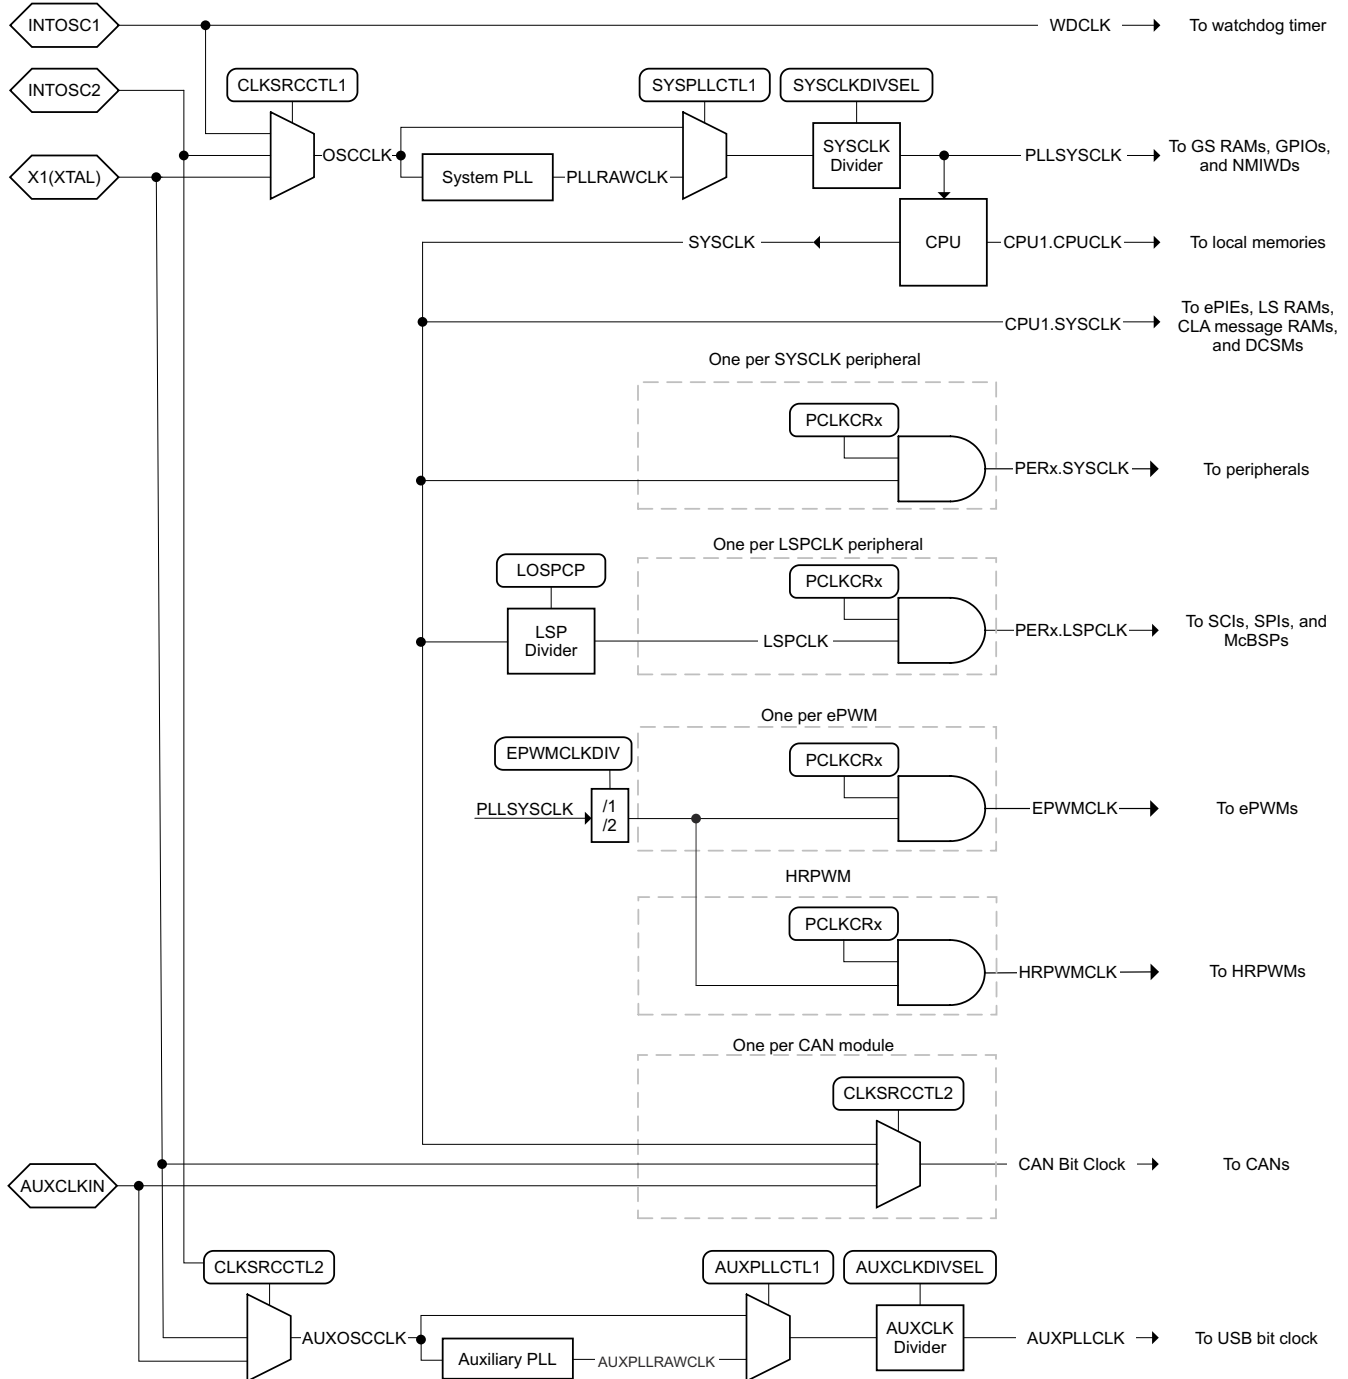 INTOSC1
WDCLK
To watchdog timer
INTOSC2
CLKSRCCTL1
SYSPLLCTL1
SYSCLKDIVSEL
X1(XTAL)
OSCCLK
System PLL
PLLRAWCLK
SYSCLK
Divider
PLLSYSCLK
To GS RAMs, GPIOs,
and NMIWDs
SYSCLK
CPU
CPU1.CPUCLK
To local memories
CPU1.SYSCLK
To ePIEs, LS RAMs,
CLA message RAMs,
and DCSMs
One per SYSCLK peripheral
PCLKCRx
PERx.SYSCLK
To peripherals
One per LSPCLK peripheral
LOSPCP
PCLKCRx
LSP
Divider
LSPCLK
PERx.LSPCLK
To SCIs, SPIs, and
McBSPs
One per ePWM
EPWMCLKDIV
PCLKCRx
PLLSYSCLK
/1
/2
EPWMCLK
To ePWMs
HRPWM
PCLKCRx
HRPWMCLK
To HRPWMs
One per CAN module
CLKSRCCTL2
CAN Bit Clock
To CANs
AUXCLKIN
CLKSRCCTL2
AUXPLLCTL1
AUXCLKDIVSEL
AUXOSCCLK
Auxiliary PLL
AUXPLLRAWCLK
AUXCLK
Divider
AUXPLLCLK
To USB bit clock